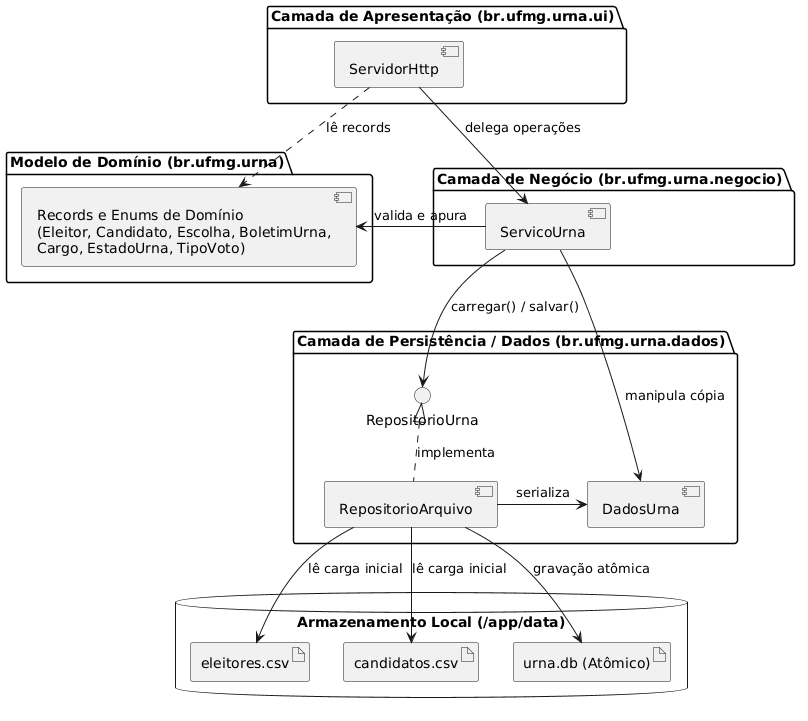 Camada de Apresentação (br.ufmg.urna.ui)
ServidorHttp
lê records
delega operações
Modelo de Domínio (br.ufmg.urna)
Records e Enums de Domínio
(Eleitor, Candidato, Escolha, BoletimUrna,
Cargo, EstadoUrna, TipoVoto)
valida e apura
Camada de Negócio (br.ufmg.urna.negocio)
ServicoUrna
carregar() / salvar()
Camada de Persistência / Dados (br.ufmg.urna.dados)
manipula cópia
RepositorioUrna
implementa
RepositorioArquivo
serializa
DadosUrna
lê carga inicial
lê carga inicial
gravação atômica
Armazenamento Local (/app/data)
eleitores.csv
candidatos.csv
urna.db (Atômico)